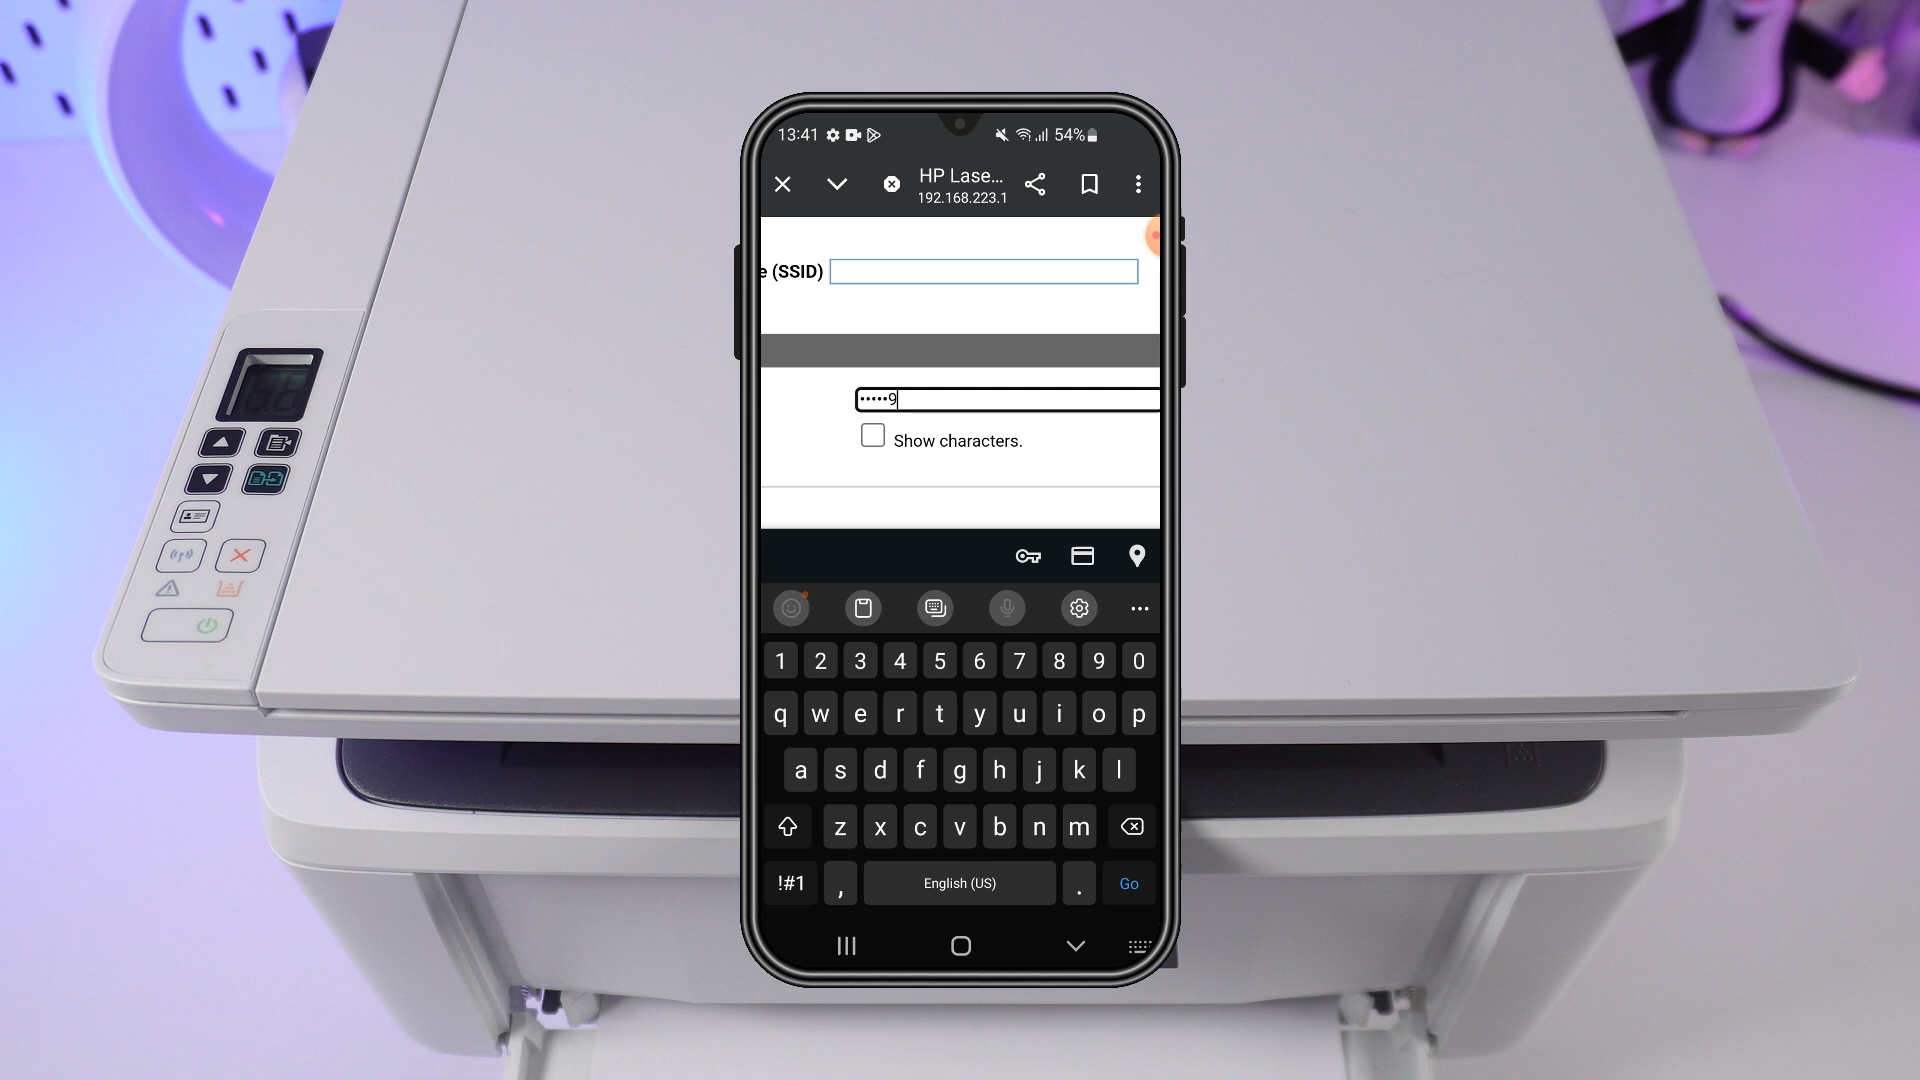 13:41 54%
HP Lase...
192.168.223.1
e (SSID)
•••••9
Show characters.
1 2 3 4 5 6 7 8 9 0
q w e r t y u i o p
a s d f g h j k l
z x c v b n m
!#1 , English (US) . Go